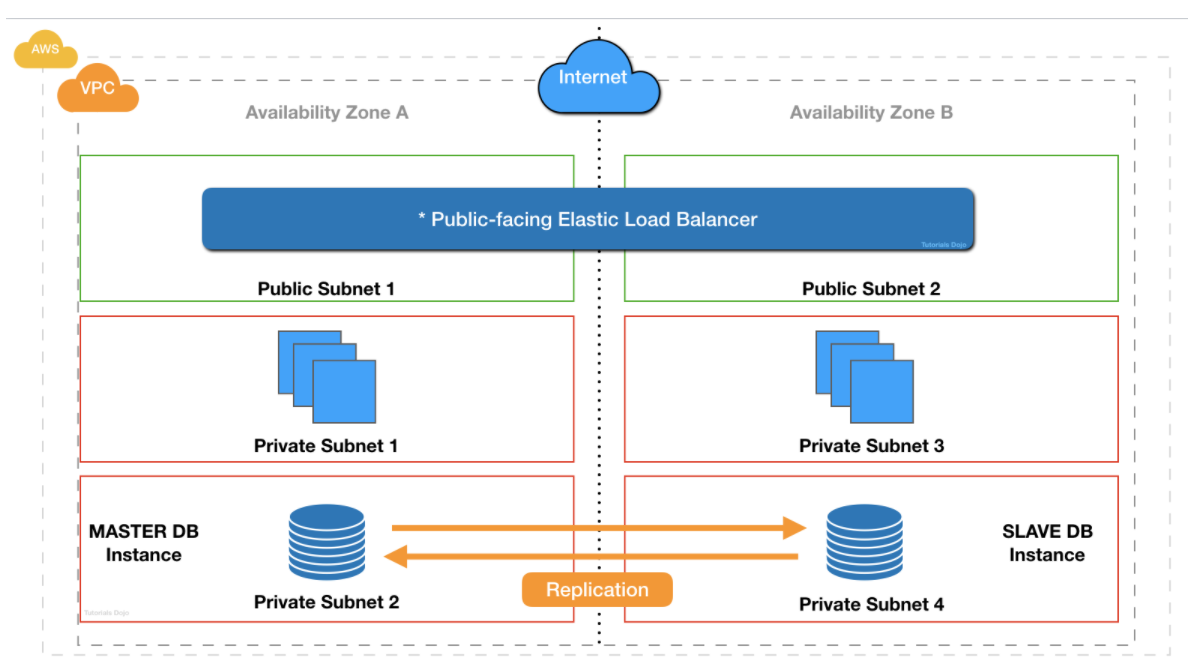 AWS
VPC
Internet
Availability Zone A
Availability Zone B
* Public-facing Elastic Load Balancer
Tutorials Dojo
Public Subnet 1
Public Subnet 2
Private Subnet 1
Private Subnet 3
MASTER DB
Instance
SLAVE DB
Instance
Replication
Private Subnet 2
Private Subnet 4
Tutorials Dojo